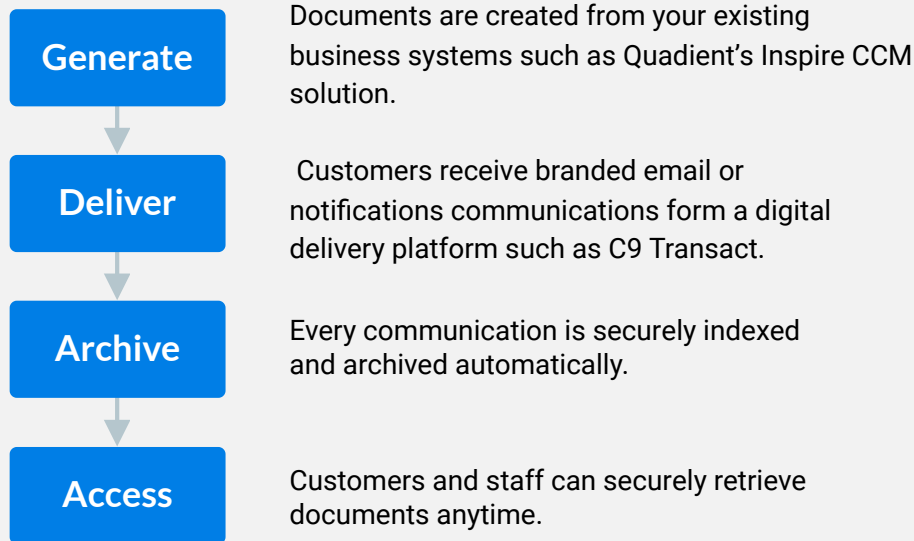 Generate
Documents are created from your existing
business systems such as Quadient’s Inspire CCM
solution.
Deliver
Customers receive branded email or
notifications communications form a digital
delivery platform such as C9 Transact.
Archive
Every communication is securely indexed
and archived automatically.
Access
Customers and staff can securely retrieve
documents anytime.